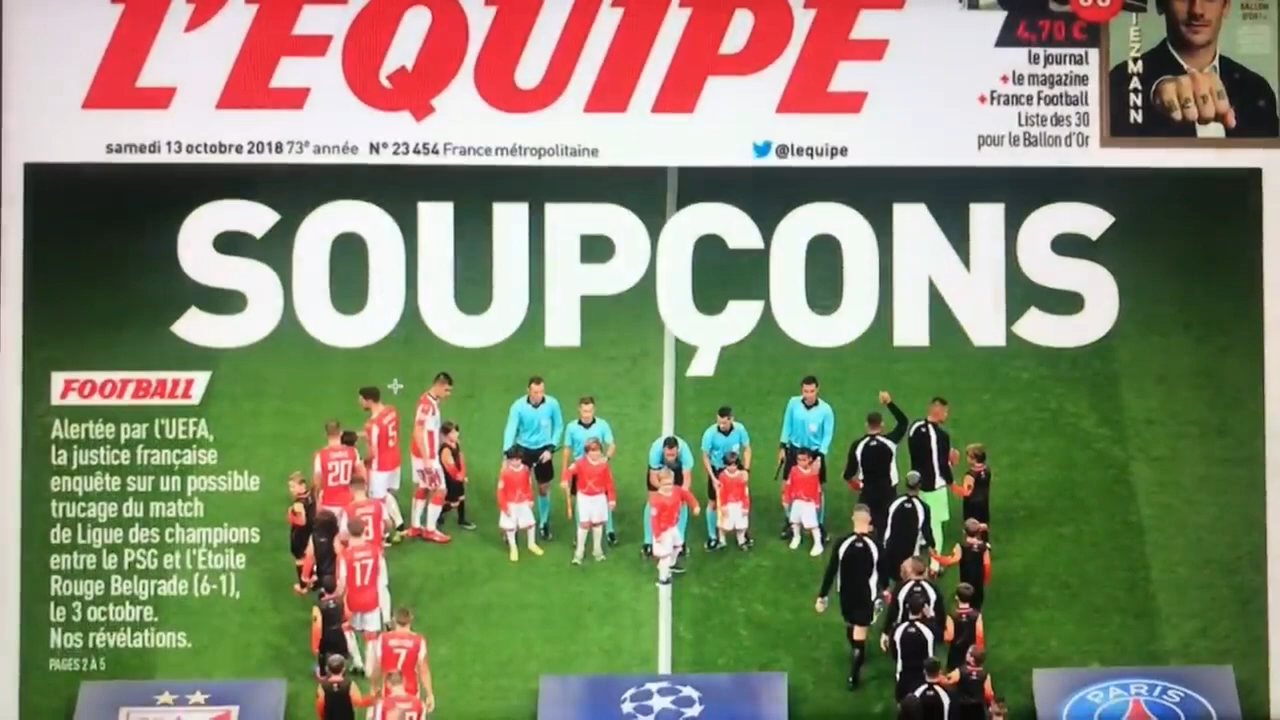 L'EQUIPE
4,70 €
le journal
+ le magazine
+ France Football
Liste des 30
pour le Ballon d'Or
samedi 13 octobre 2018 73e année N° 23 454 France métropolitaine
@lequipe
SOUPÇONS
FOOTBALL
Alertée par l'UEFA,
la justice française
enquête sur un possible
trucage du match
de Ligue des champions
entre le PSG et l'Étoile
Rouge Belgrade (6-1),
le 3 octobre.
Nos révélations.
PAGES 2 À 5
5
20
3
17
7
PARIS